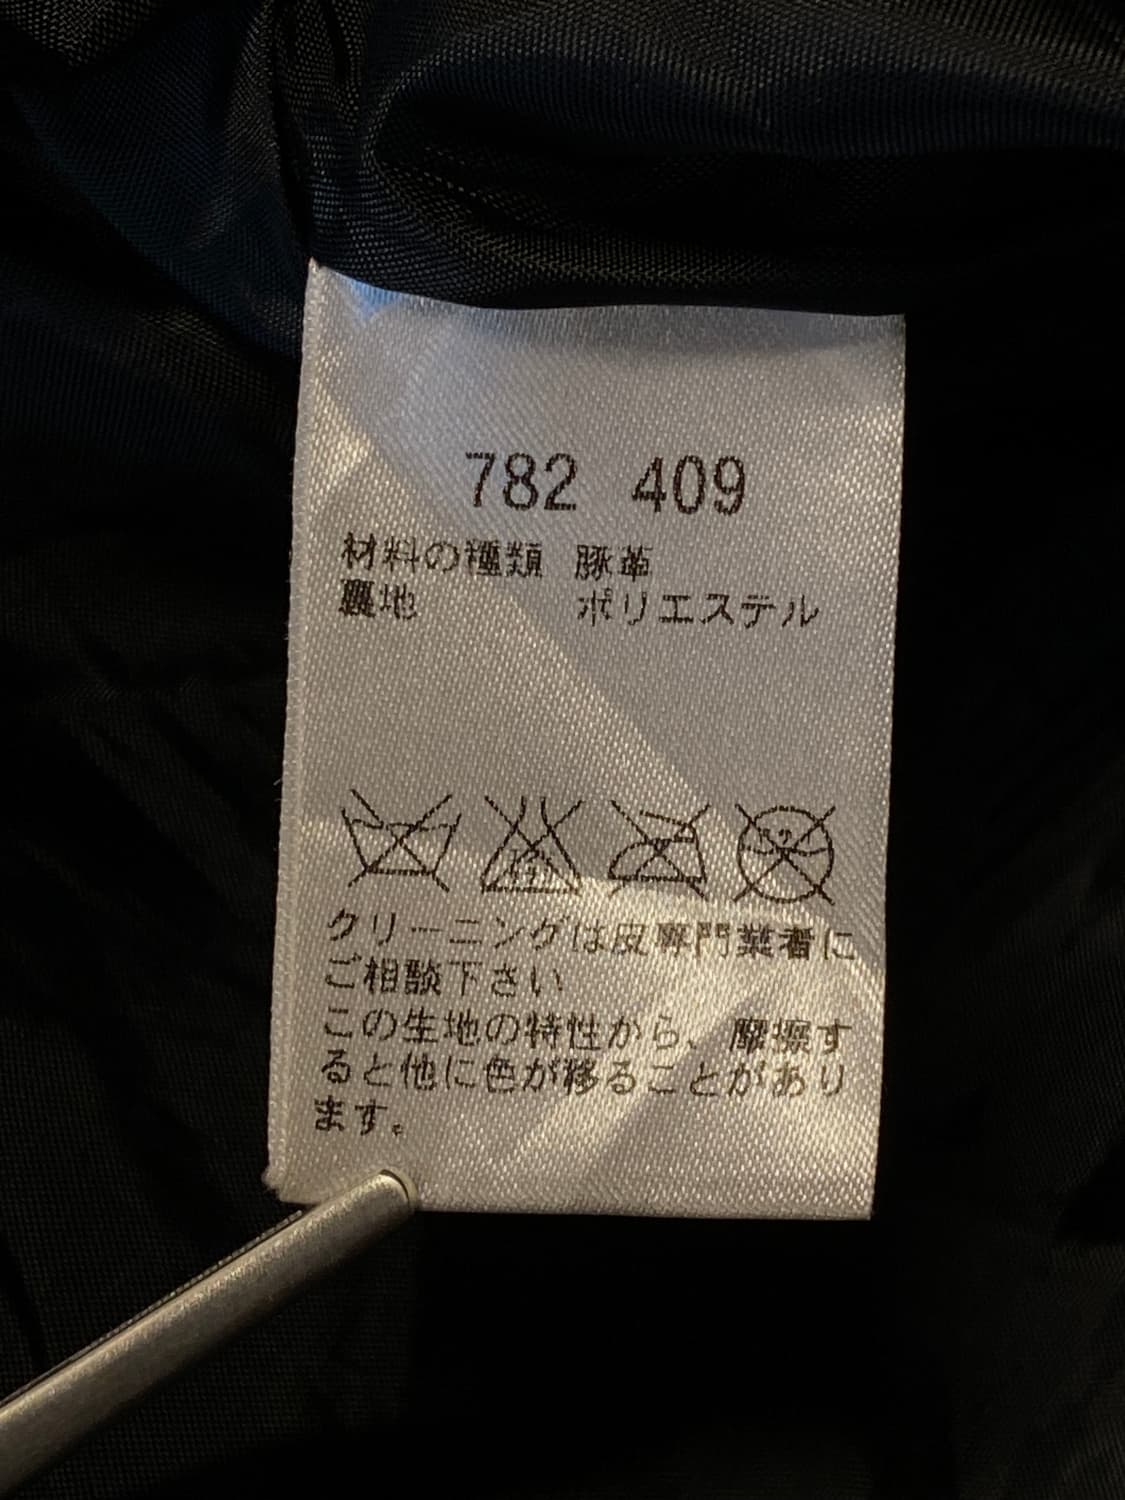 782 409
材料の種類 豚革
裏地 ポリエステル
クリーニングは皮専門業者に
ご相談下さい
この生地の特性から、摩擦す
ると他に色が移ることがあり
ます。